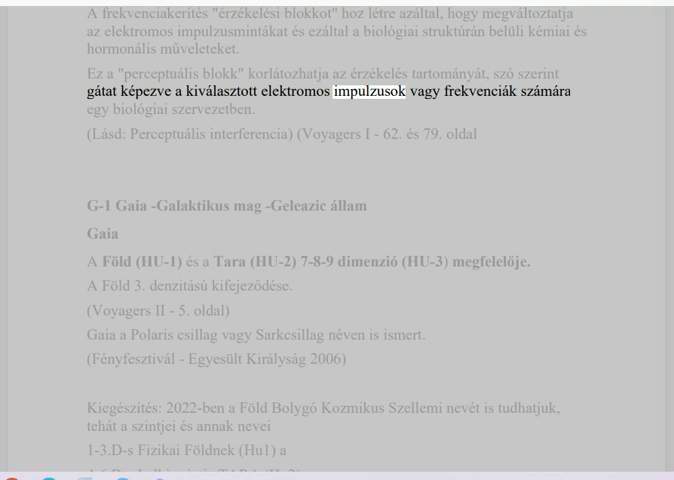 A frekvenciakerítés "érzékelési blokkot" hoz létre azáltal, hogy megváltoztatja
az elektromos impulzusmintákat és ezáltal a biológiai struktúrán belüli kémiai és
hormonális műveleteket.
Ez a "perceptuális blokk" korlátozhatja az érzékelés tartományát, szó szerint
gátat képezve a kiválasztott elektromos impulzusok vagy frekvenciák számára
egy biológiai szervezetben.
(Lásd: Perceptuális interferencia) (Voyagers I - 62. és 79. oldal
G-1 Gaia -Galaktikus mag -Geleazic állam
Gaia
A Föld (HU-1) és a Tara (HU-2) 7-8-9 dimenzió (HU-3) megfelelője.
A Föld 3. denzitású kifejeződése.
(Voyagers II - 5. oldal)
Gaia a Polaris csillag vagy Sarkcsillag néven is ismert.
(Fényfesztivál - Egyesült Királyság 2006)
Kiegészítés: 2022-ben a Föld Bolygó Kozmikus Szellemi nevét is tudhatjuk,
tehát a szintjei és annak nevei
1-3.D-s Fizikai Földnek (Hu1) a